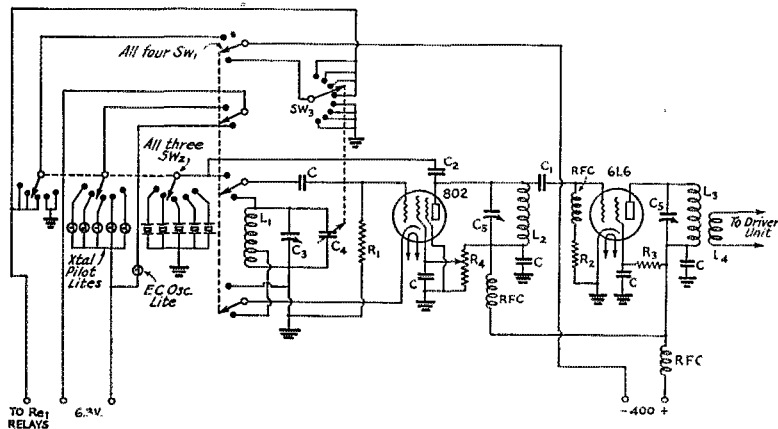 All four Sw1
SW3
All three
SW2
C
C2
802
C1
RFC
6L6
L3
C5
To Driver
Unit
L4
L1
C3
C4
R1
C5
L2
C
R4
C
RFC
R2
C
R3
C
RFC
Xtal
Pilot
Lites
E.C. Osc.
Lite
TO Re1
RELAYS
6.3V.
- 400 +